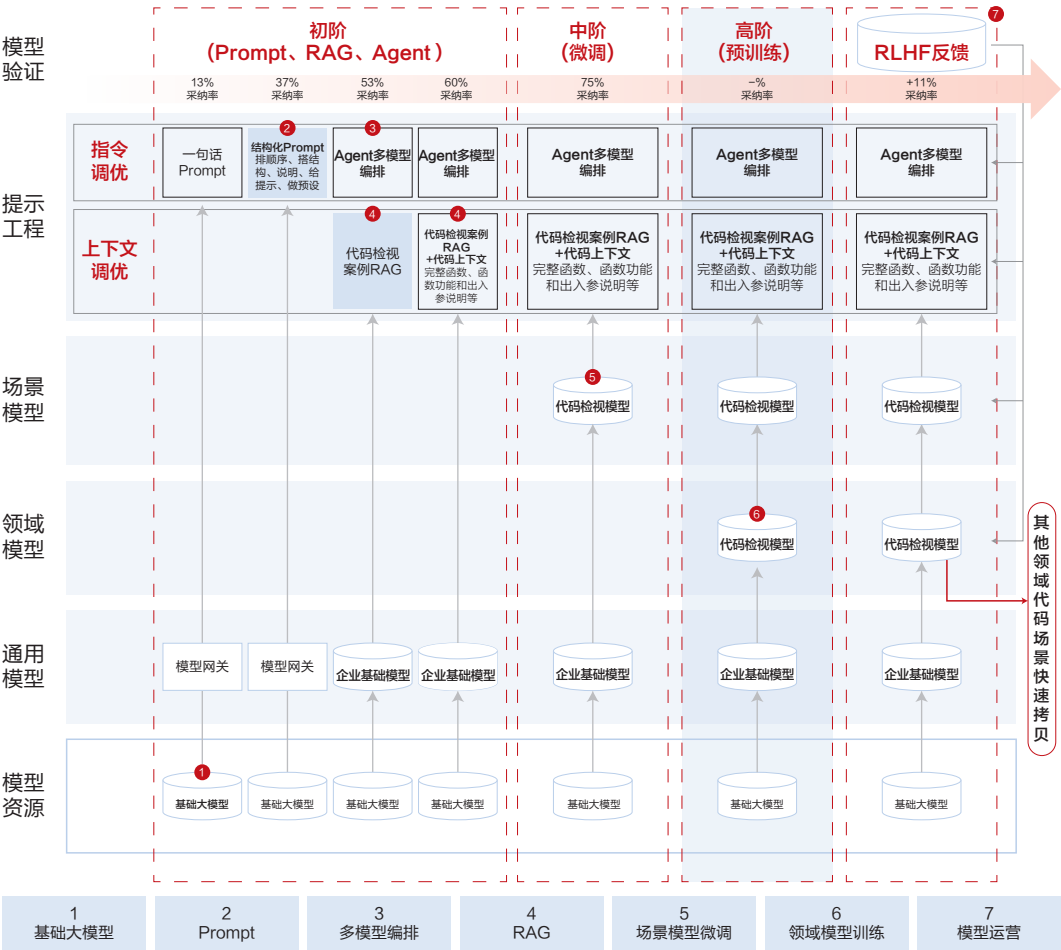 模型
验证
初阶
（Prompt、RAG、Agent）
中阶
（微调）
高阶
（预训练）
RLHF反馈
7
13%
采纳率
37%
采纳率
53%
采纳率
60%
采纳率
75%
采纳率
–%
采纳率
+11%
采纳率
提示
工程
指令
调优
一句话
Prompt
2
结构化Prompt
排顺序、搭结
构、说明、给
提示、做预设
3
Agent多模型
编排
Agent多模型
编排
Agent多模型
编排
Agent多模型
编排
Agent多模型
编排
上下文
调优
4
代码检视
案例RAG
4
代码检视案例
RAG
+代码上下文
完整函数、函
数功能和出入
参说明等
代码检视案例RAG
+代码上下文
完整函数、函数功能
和出入参说明等
代码检视案例RAG
+代码上下文
完整函数、函数功能
和出入参说明等
代码检视案例RAG
+代码上下文
完整函数、函数功能
和出入参说明等
场景
模型
5
代码检视模型
代码检视模型
代码检视模型
领域
模型
6
代码检视模型
代码检视模型
其他领域代码场景快速拷贝
通用
模型
模型网关
模型网关
企业基础模型
企业基础模型
企业基础模型
企业基础模型
企业基础模型
模型
资源
1
基础大模型
基础大模型
基础大模型
基础大模型
基础大模型
基础大模型
基础大模型
1
基础大模型
2
Prompt
3
多模型编排
4
RAG
5
场景模型微调
6
领域模型训练
7
模型运营